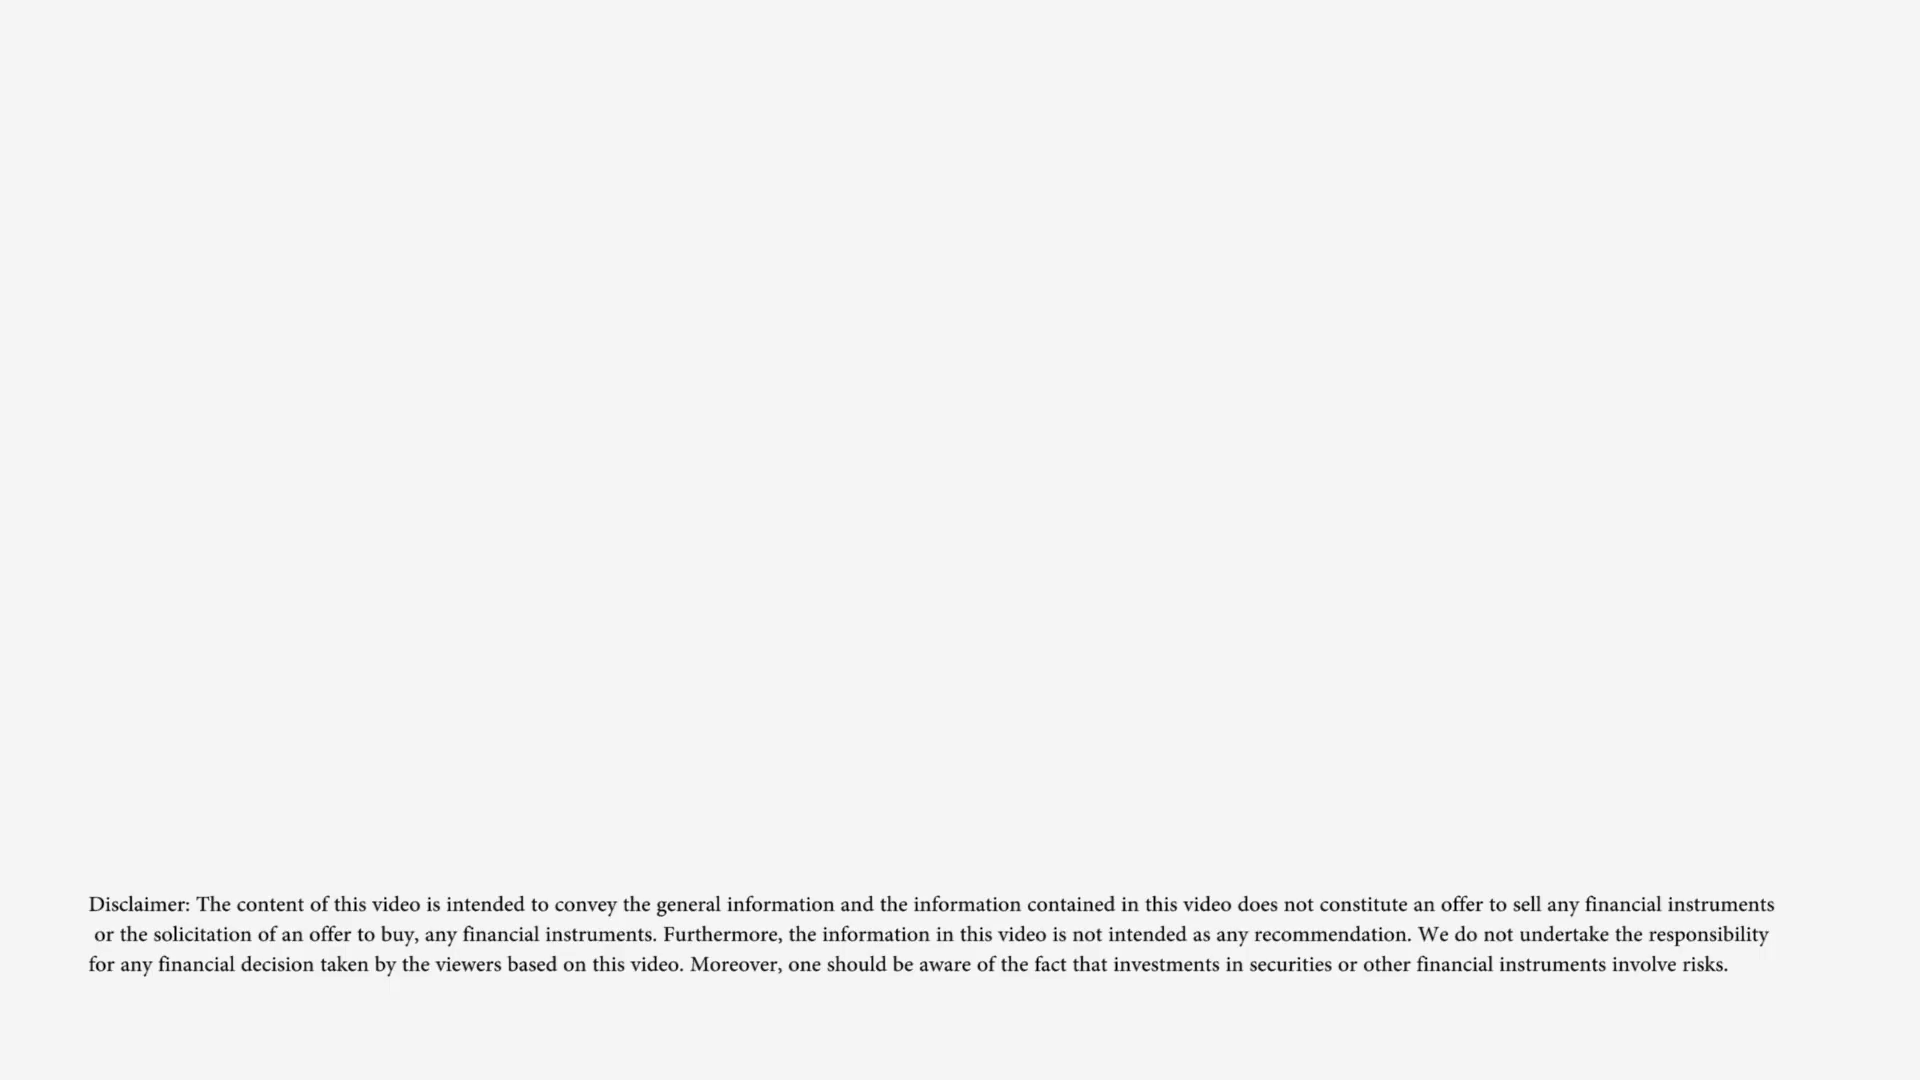 Disclaimer: The content of this video is intended to convey the general information and the information contained in this video does not constitute an offer to sell any financial instruments
or the solicitation of an offer to buy, any financial instruments. Furthermore, the information in this video is not intended as any recommendation. We do not undertake the responsibility
for any financial decision taken by the viewers based on this video. Moreover, one should be aware of the fact that investments in securities or other financial instruments involve risks.